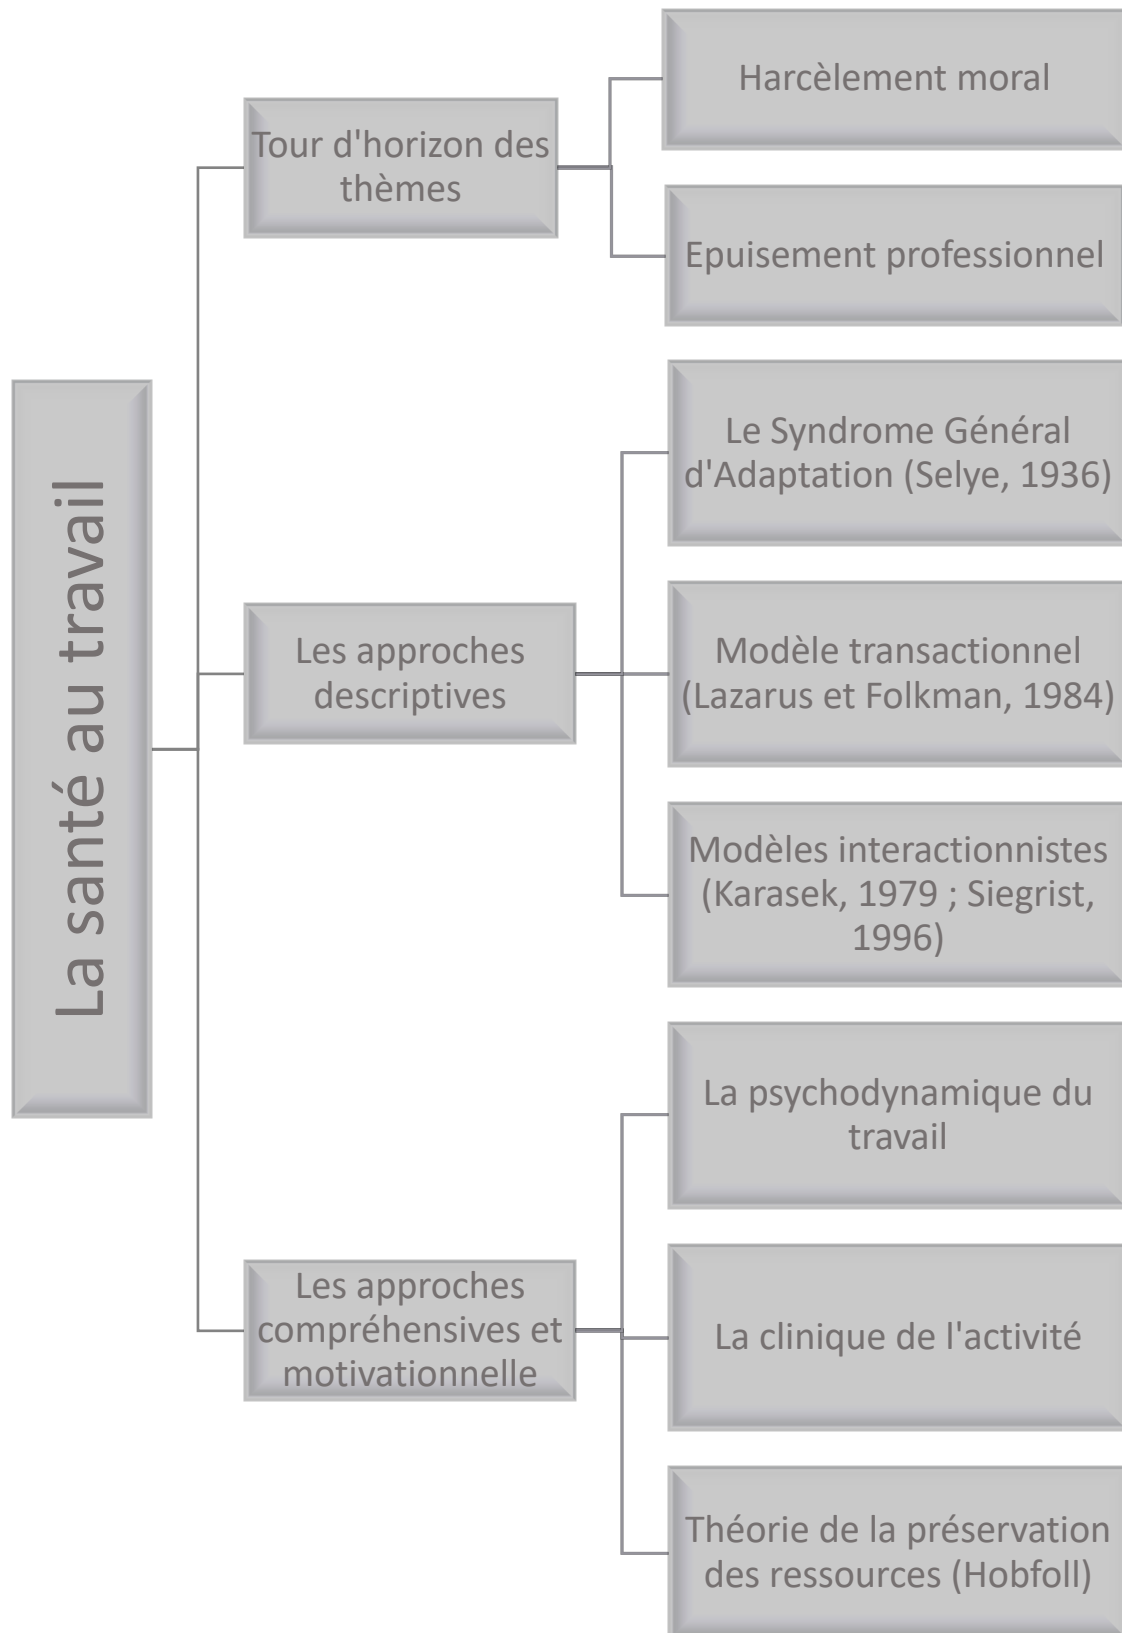 La santé au travail
Tour d'horizon des
thèmes
Harcèlement moral
Epuisement professionnel
Les approches
descriptives
Le Syndrome Général
d'Adaptation (Selye, 1936)
Modèle transactionnel
(Lazarus et Folkman, 1984)
Modèles interactionnistes
(Karasek, 1979 ; Siegrist,
1996)
Les approches
compréhensives et
motivationnelle
La psychodynamique du
travail
La clinique de l'activité
Théorie de la préservation
des ressources (Hobfoll)